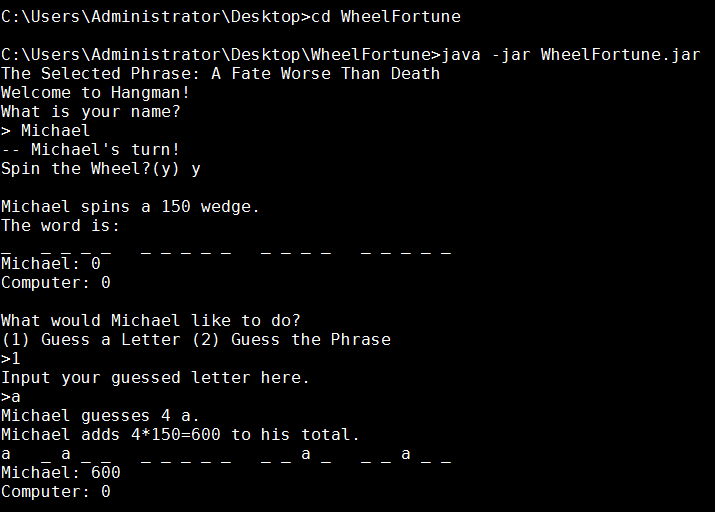 C:\Users\Administrator\Desktop>cd WheelFortune
C:\Users\Administrator\Desktop\WheelFortune>java -jar WheelFortune.jar
The Selected Phrase: A Fate Worse Than Death
Welcome to Hangman!
What is your name?
> Michael
-- Michael's turn!
Spin the Wheel?(y) y
Michael spins a 150 wedge.
The word is:
_   _ _ _ _   _ _ _ _ _   _ _ _ _   _ _ _ _ _
Michael: 0
Computer: 0
What would Michael like to do?
(1) Guess a Letter (2) Guess the Phrase
>1
Input your guessed letter here.
>a
Michael guesses 4 a.
Michael adds 4*150=600 to his total.
a   _ a _ _   _ _ _ _ _   _ _ a _   _ _ a _ _
Michael: 600
Computer: 0